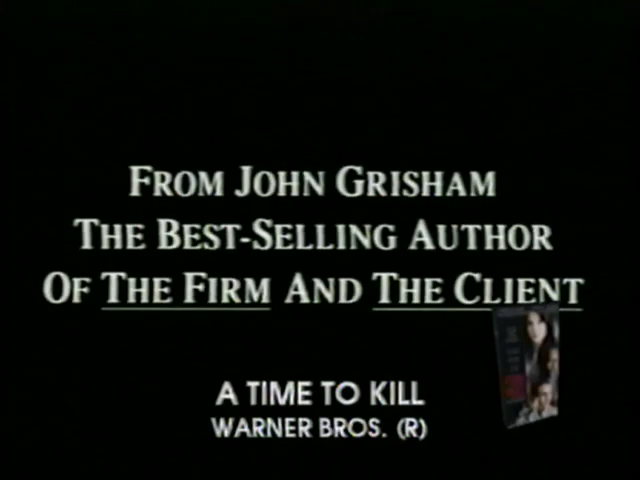 FROM JOHN GRISHAM
THE BEST-SELLING AUTHOR
OF THE FIRM AND THE CLIENT
A TIME TO KILL
WARNER BROS. (R)